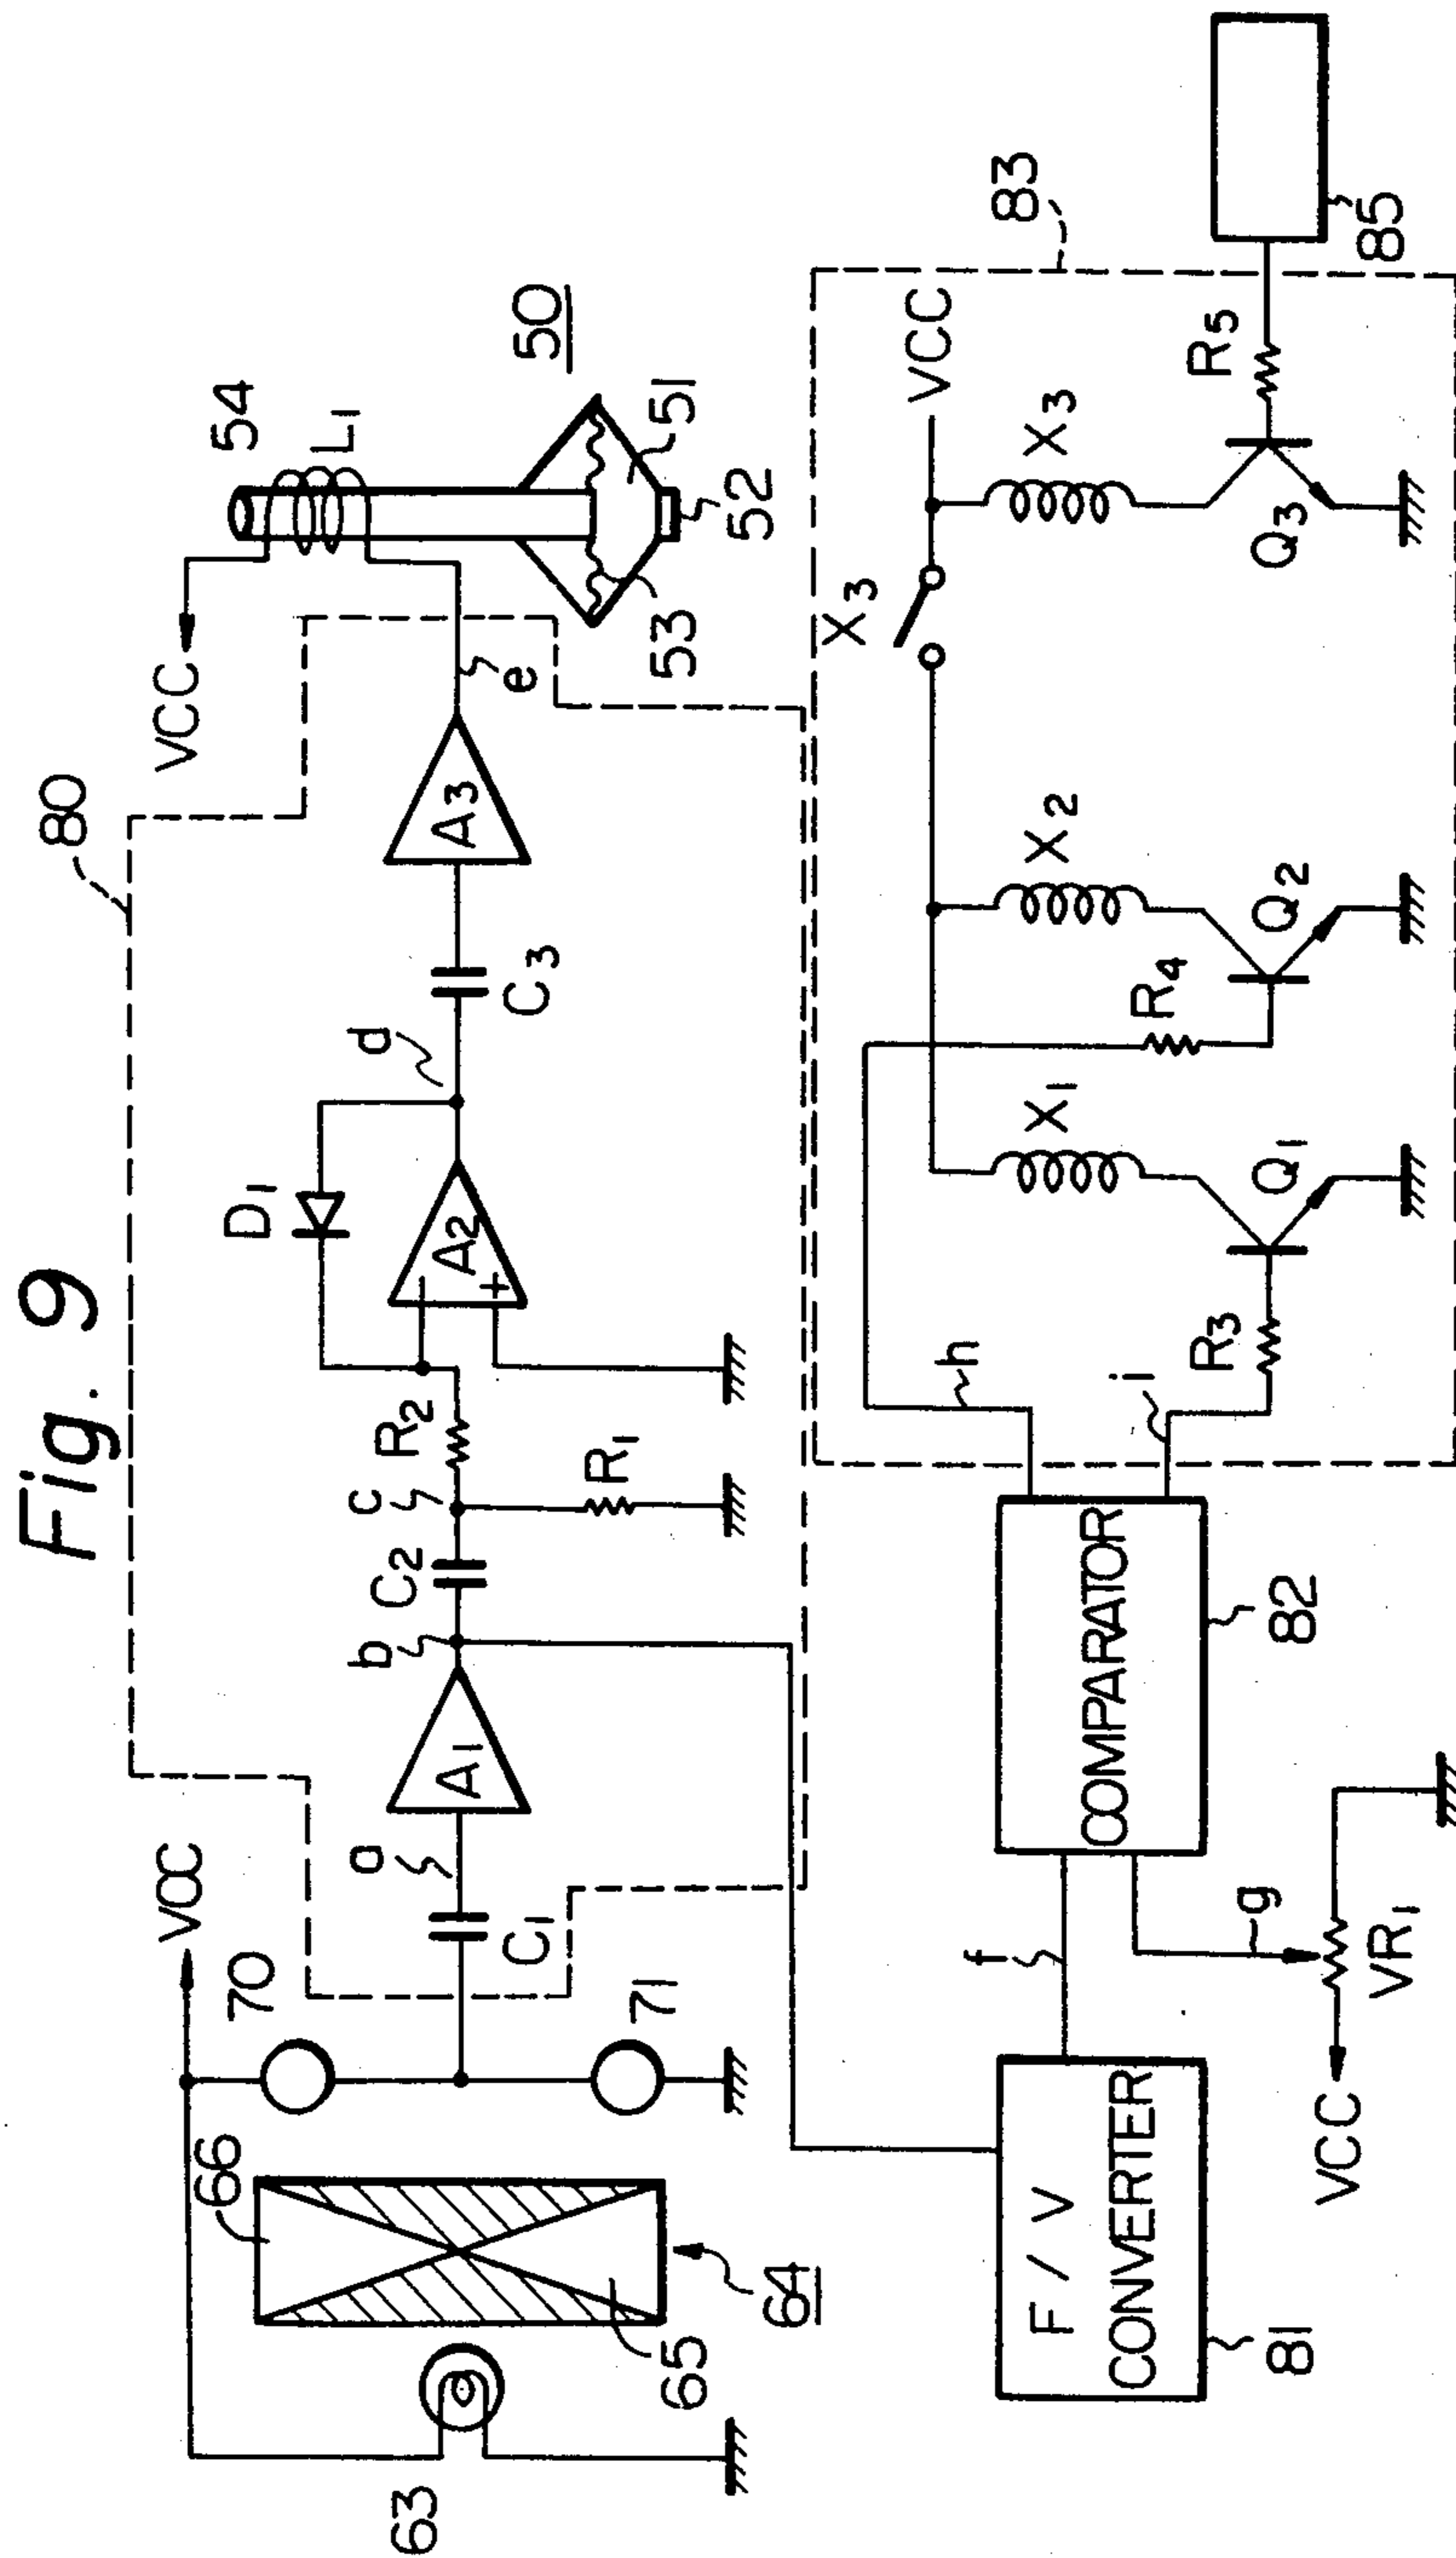 Fig. 9
80
VCC
70
66
63
65
64
71
C1
a
A1
b
C2
c
R2
R1
D1
A2
−
+
d
C3
A3
e
VCC
54
L1
50
51
52
53
F / V
CONVERTER
81
f
g
VCC
VR1
COMPARATOR
82
h
i
R3
Q1
X1
R4
Q2
X2
X3
VCC
X3
Q3
R5
83
85